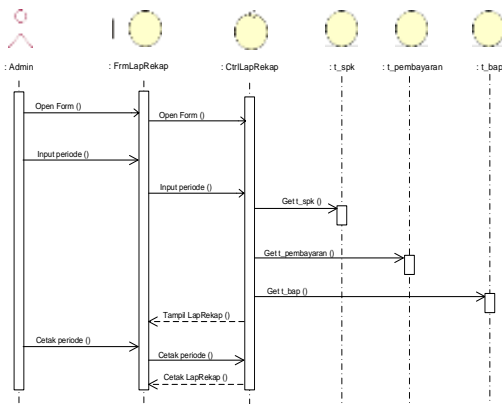 : Admin
: FrmLapRekap
: CtrlLapRekap
: t_spk
: t_pembayaran
: t_bap
Open Form ()
Open Form ()
Input periode ()
Input periode ()
Get t_spk ()
Get t_pembayaran ()
Get t_bap ()
Tampil LapRekap ()
Cetak periode ()
Cetak periode ()
Cetak LapRekap ()